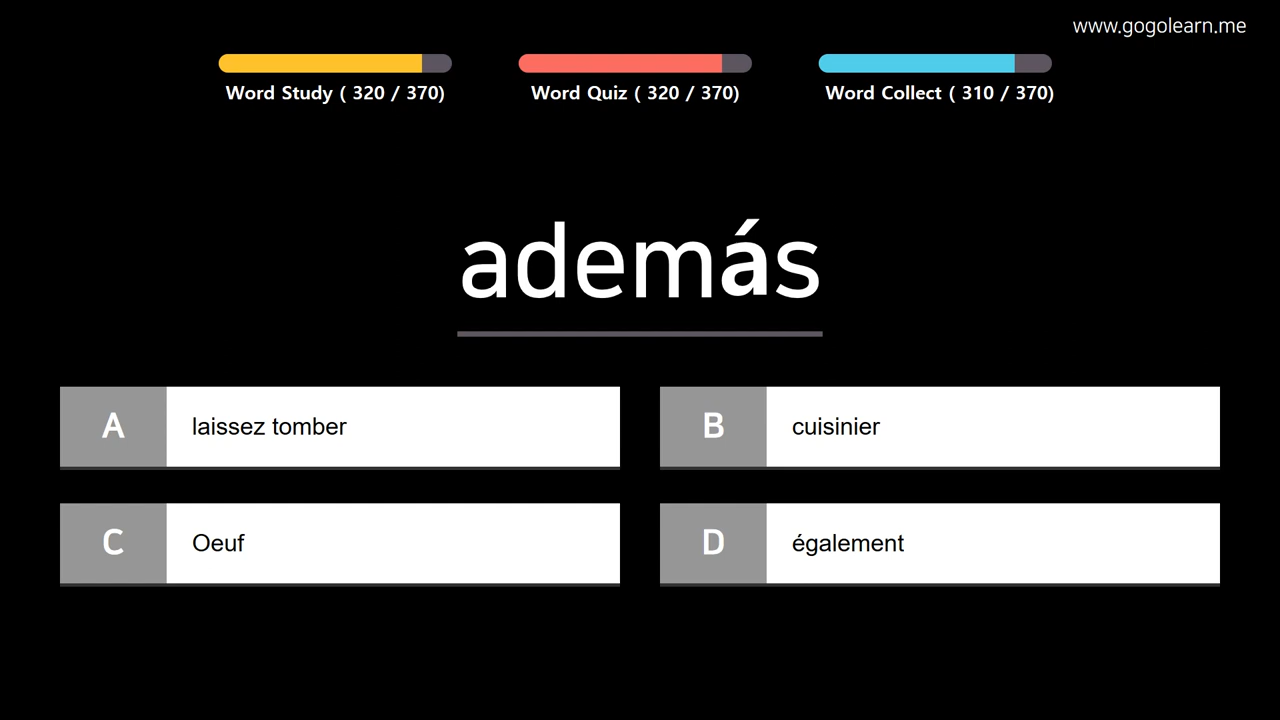 www.gogolearn.me
Word Study ( 320 / 370)
Word Quiz ( 320 / 370)
Word Collect ( 310 / 370)
además
A laissez tomber
B cuisinier
C Oeuf
D également